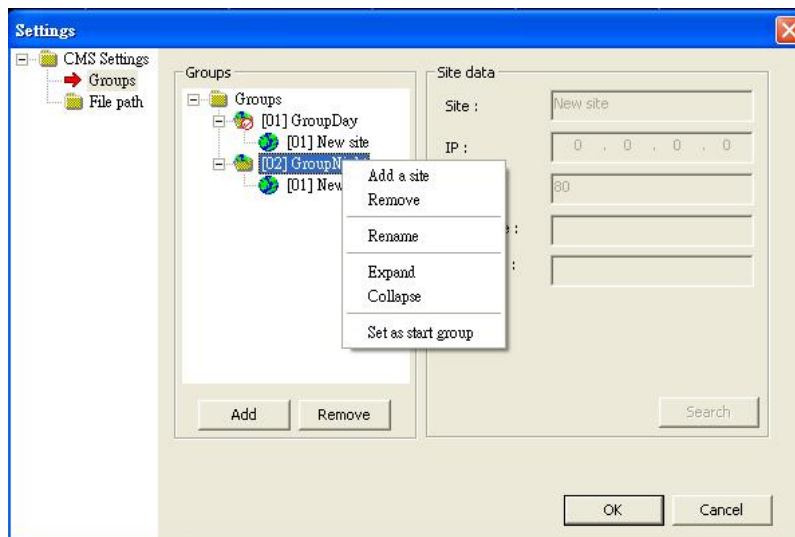 Settings
CMS Settings
Groups
File path
Groups
Groups
[01] GroupDay
[01] New site
[02]
[01] New
Add a site
Remove
Rename
Expand
Collapse
Set as start group
Add
Remove
Site data
Site :
New site
IP :
0 . 0 . 0 . 0
80
:
Search
OK
Cancel